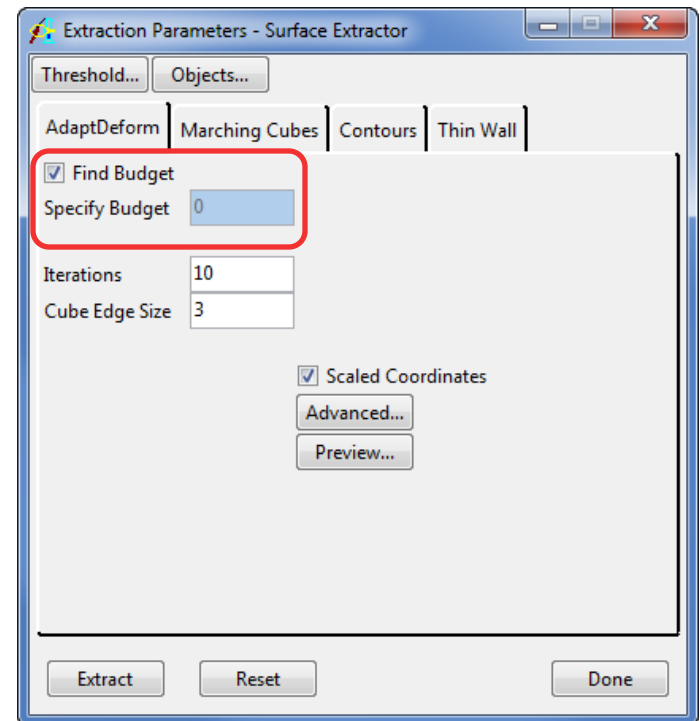 Extraction Parameters - Surface Extractor
Threshold... Objects...
AdaptDeform Marching Cubes Contours Thin Wall
Find Budget
Specify Budget 0
Iterations 10
Cube Edge Size 3
Scaled Coordinates
Advanced...
Preview...
Extract Reset Done